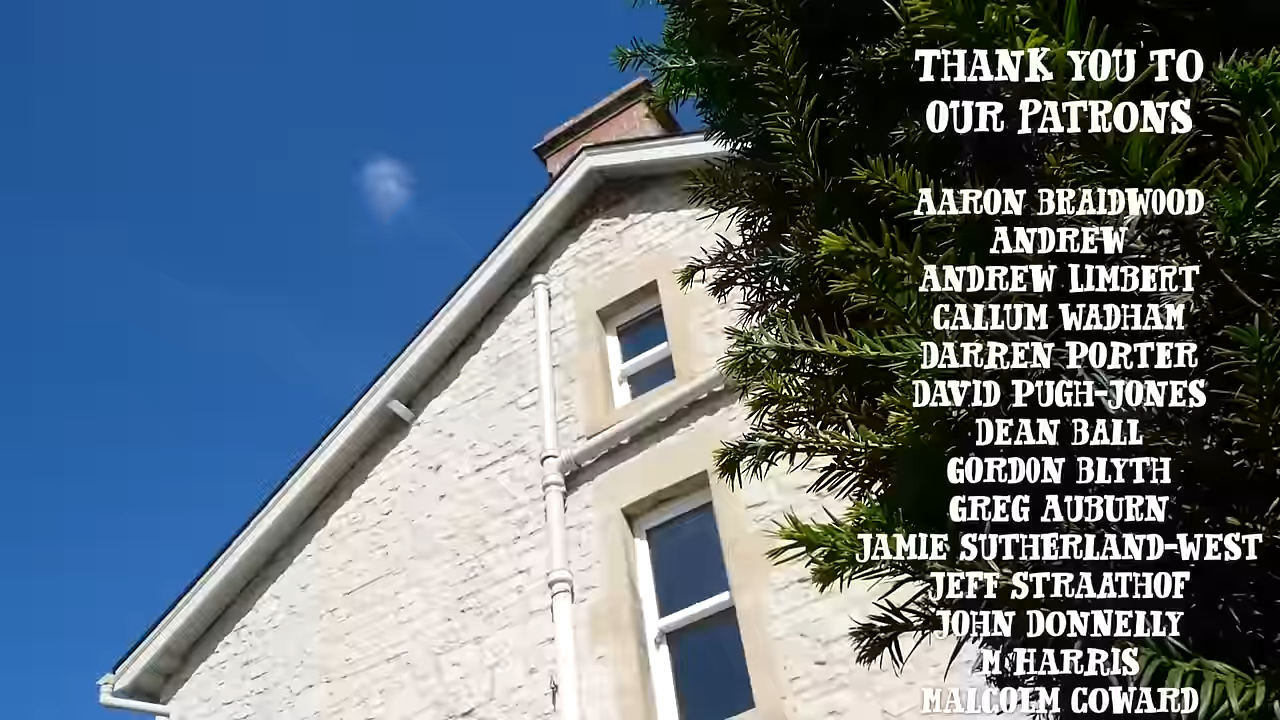 THANK YOU TO
OUR PATRONS
AARON BRAIDWOOD
ANDREW
ANDREW LIMBERT
CALLUM WADHAM
DARREN PORTER
DAVID PUGH-JONES
DEAN BALL
GORDON BLYTH
GREG AUBURN
JAMIE SUTHERLAND-WEST
JEFF STRAATHOF
JOHN DONNELLY
M HARRIS
MALCOLM COWARD